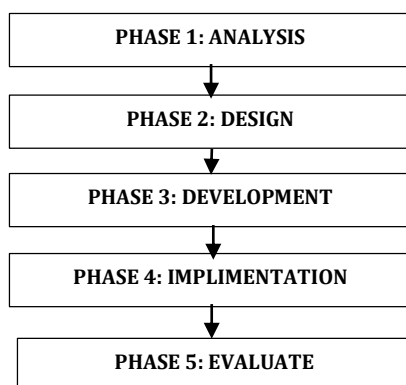 PHASE 1: ANALYSIS
PHASE 2: DESIGN
PHASE 3: DEVELOPMENT
PHASE 4: IMPLIMENTATION
PHASE 5: EVALUATE